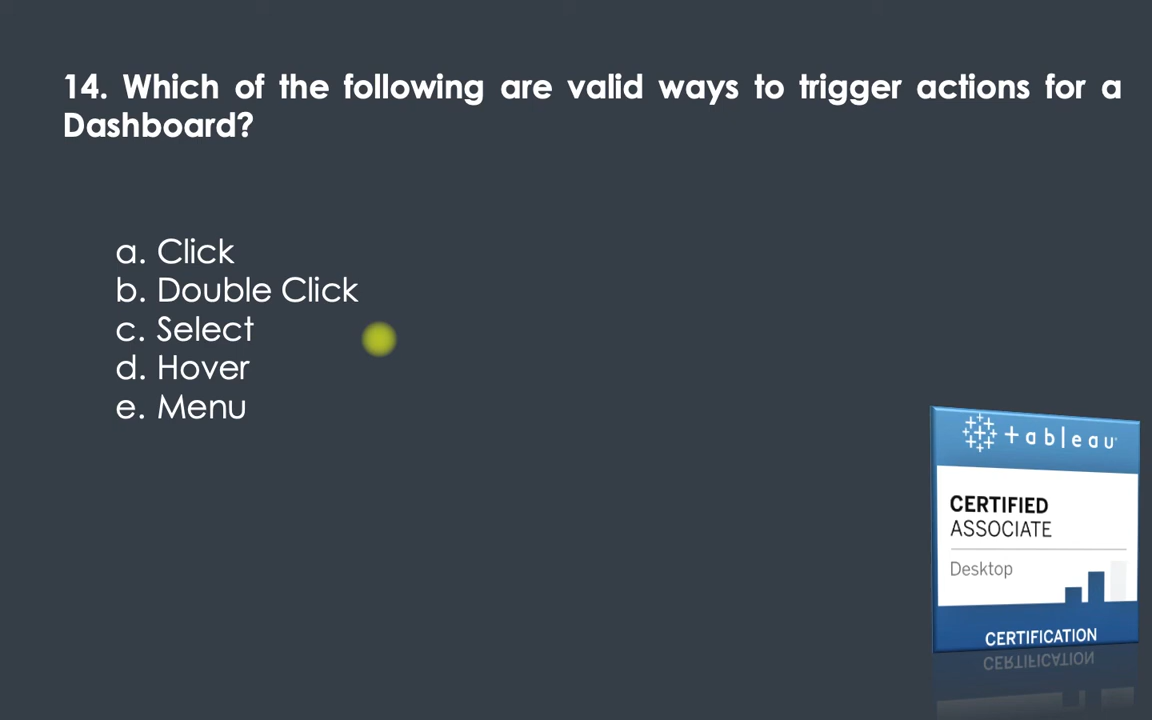 14. Which of the following are valid ways to trigger actions for a
Dashboard?
a. Click
b. Double Click
c. Select
d. Hover
e. Menu
+ableau
CERTIFIED
ASSOCIATE
Desktop
CERTIFICATION